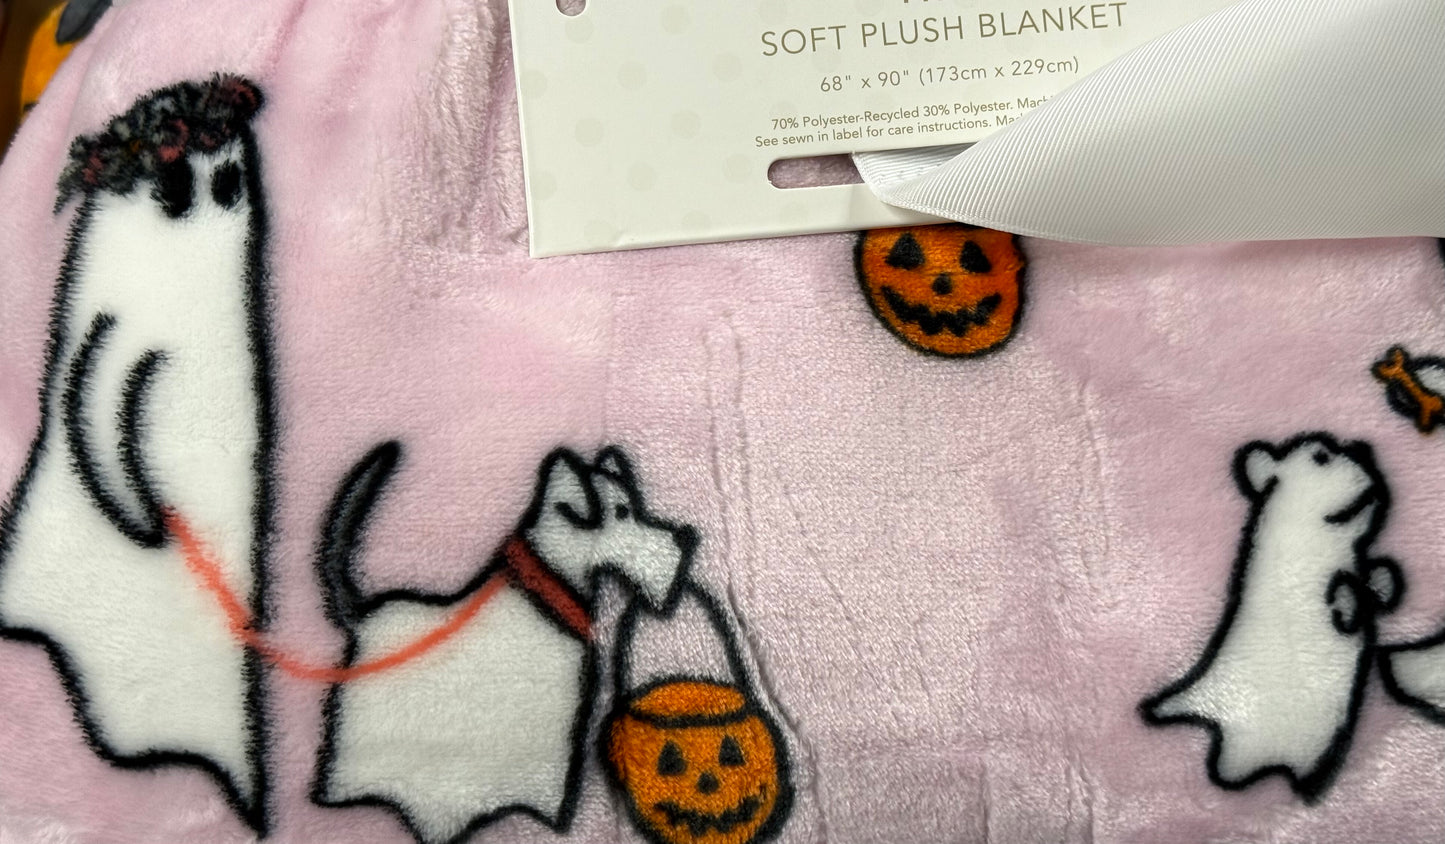 SOFT PLUSH BLANKET
68" x 90" (173cm x 229cm)
70% Polyester-Recycled 30% Polyester.
See sewn in label for care instructions.